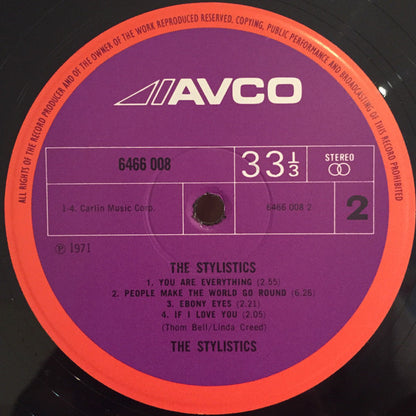 ALL RIGHTS OF THE RECORD PRODUCER AND OF THE OWNER OF THE WORK REPRODUCED RESERVED. COPYING, PUBLIC PERFORMANCE AND BROADCASTING OF THIS RECORD PROHIBITED
AVCO
6466 008
33 1/3
STEREO
1-4. Carlin Music Corp.
6466 008 2
2
℗ 1971
THE STYLISTICS
1. YOU ARE EVERYTHING (2.55)
2. PEOPLE MAKE THE WORLD GO ROUND (6.26)
3. EBONY EYES (2.21)
4. IF I LOVE YOU (2.05)
(Thom Bell/Linda Creed)
THE STYLISTICS